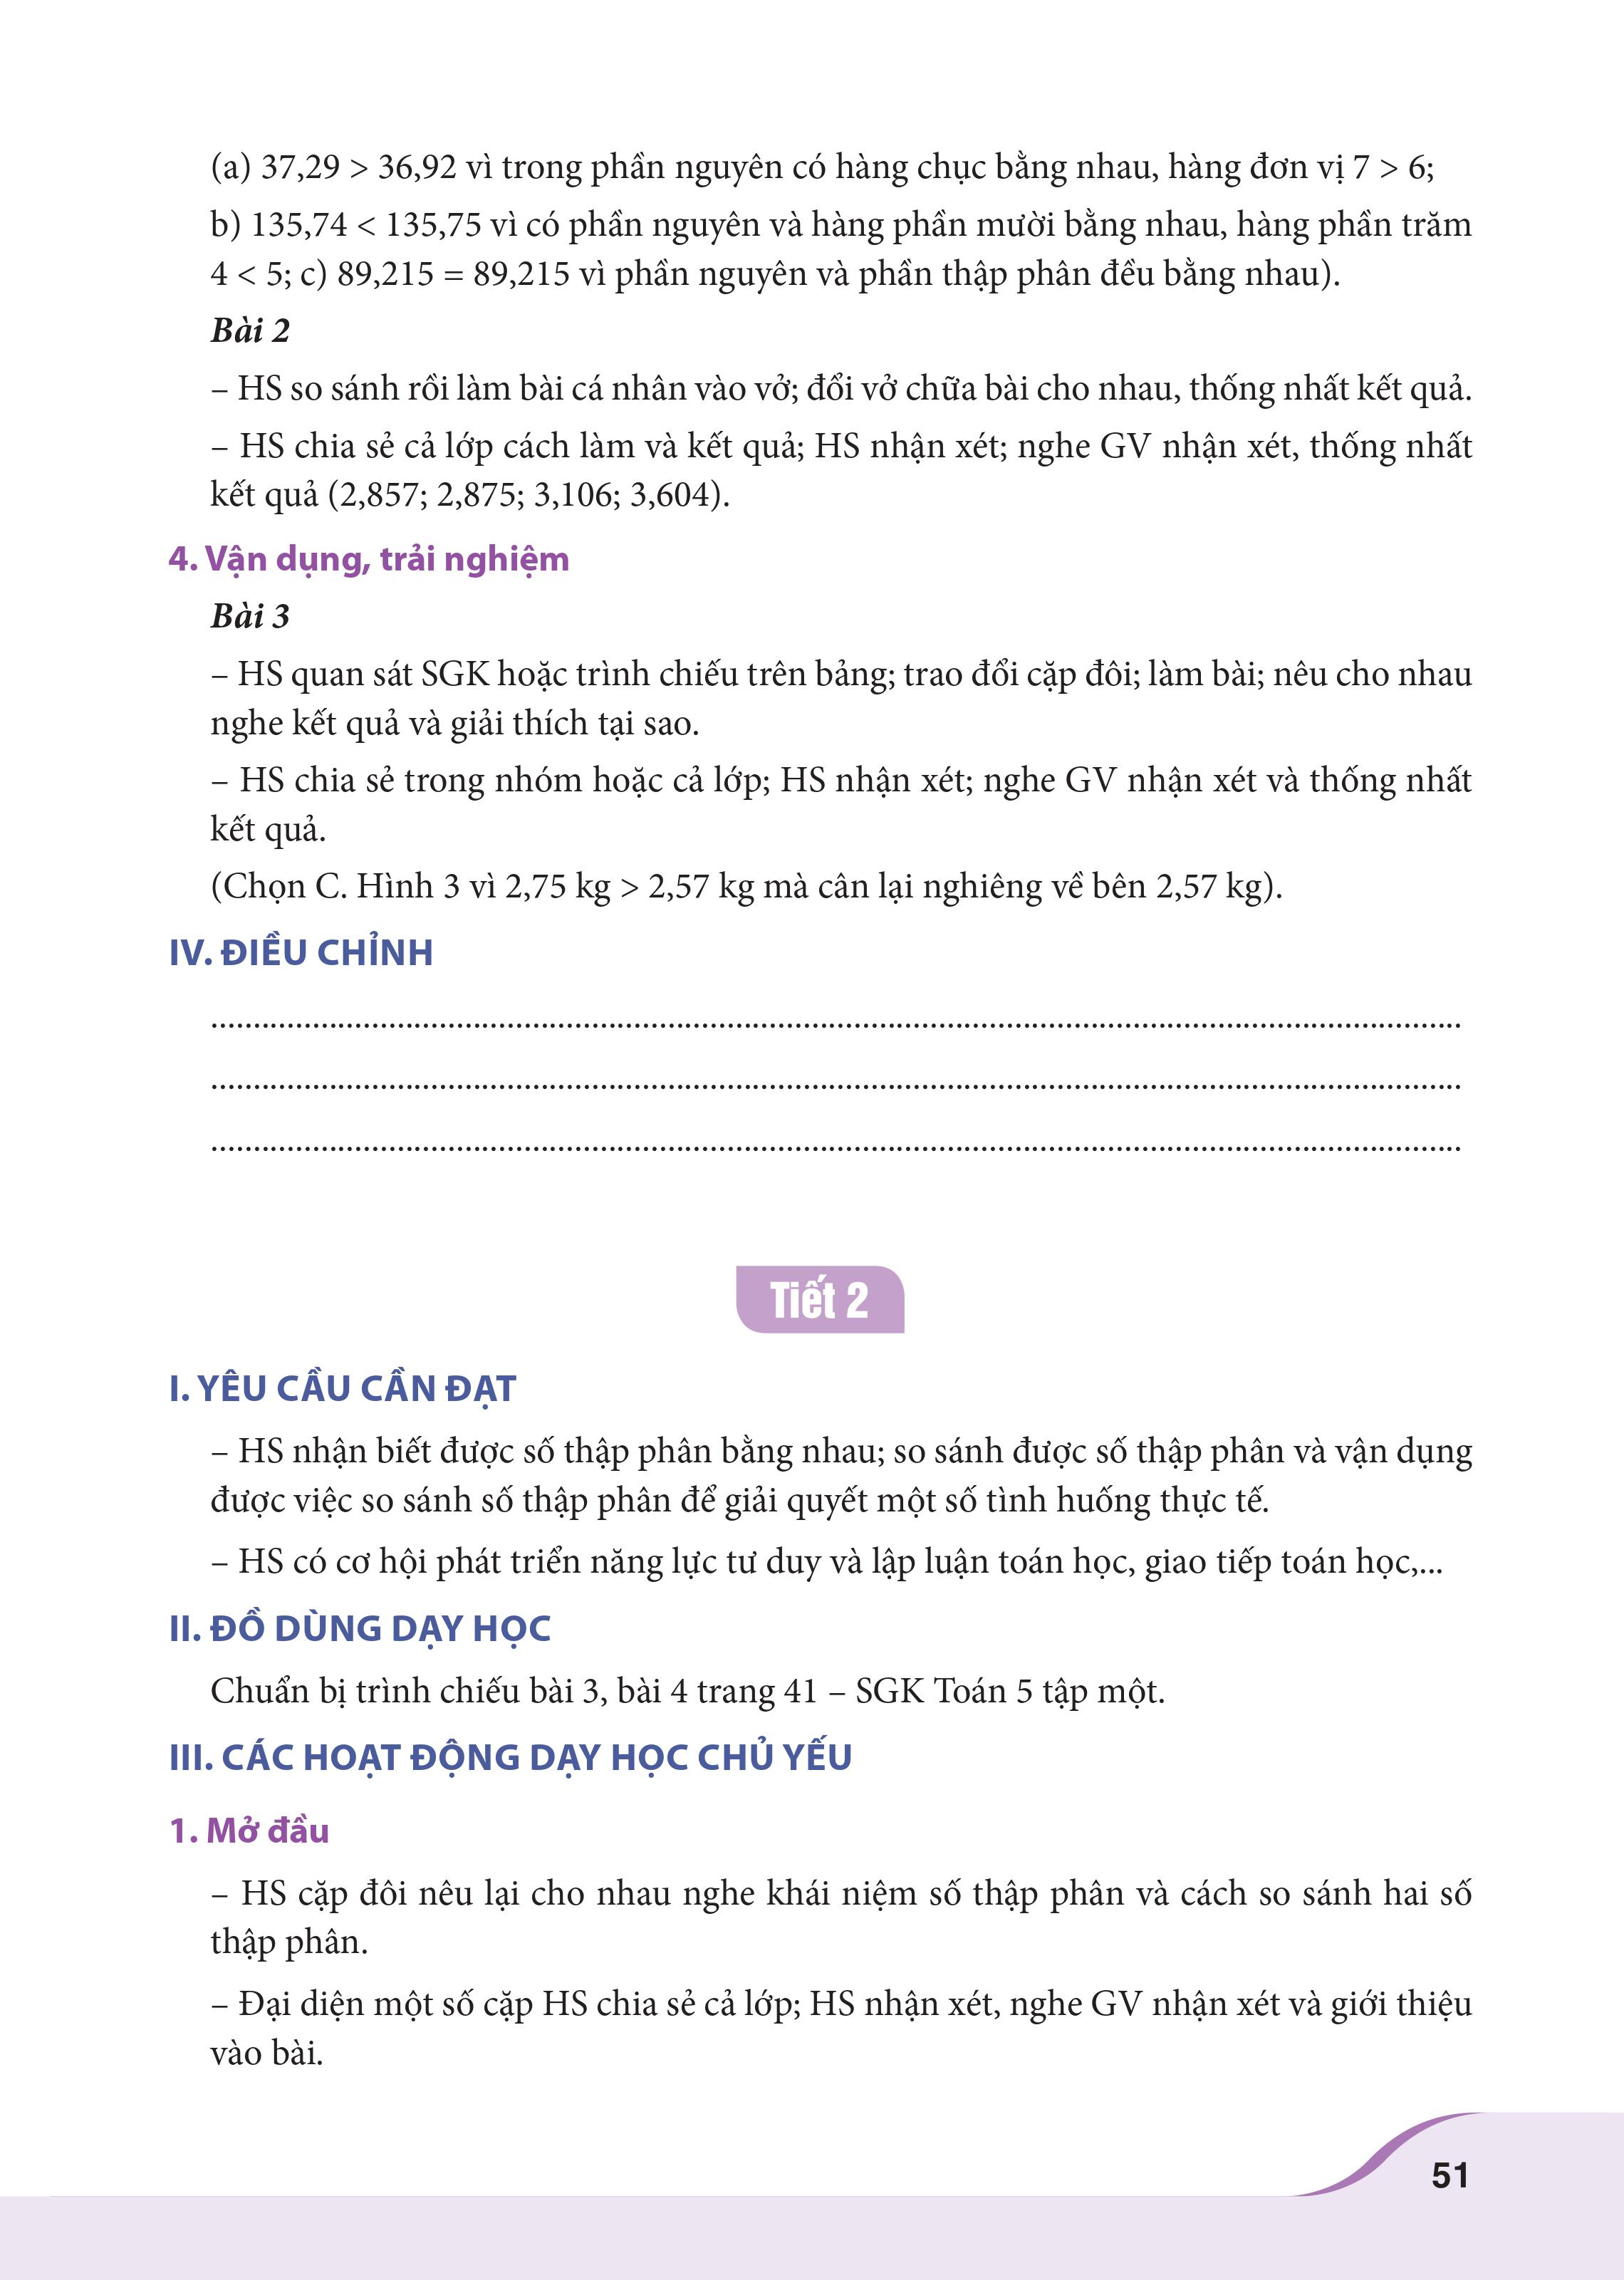 (a) 37,29 > 36,92 vì trong phần nguyên có hàng chục bằng nhau, hàng đơn vị 7 > 6;
b) 135,74 < 135,75 vì có phần nguyên và hàng phần mười bằng nhau, hàng phần trăm
4 < 5; c) 89,215 = 89,215 vì phần nguyên và phần thập phân đều bằng nhau).
Bài 2
– HS so sánh rồi làm bài cá nhân vào vở; đổi vở chữa bài cho nhau, thống nhất kết quả.
– HS chia sẻ cả lớp cách làm và kết quả; HS nhận xét; nghe GV nhận xét, thống nhất
kết quả (2,857; 2,875; 3,106; 3,604).
4. Vận dụng, trải nghiệm
Bài 3
– HS quan sát SGK hoặc trình chiếu trên bảng; trao đổi cặp đôi; làm bài; nêu cho nhau
nghe kết quả và giải thích tại sao.
– HS chia sẻ trong nhóm hoặc cả lớp; HS nhận xét; nghe GV nhận xét và thống nhất
kết quả.
(Chọn C. Hình 3 vì 2,75 kg > 2,57 kg mà cân lại nghiêng về bên 2,57 kg).
IV. ĐIỀU CHỈNH
Tiết 2
I. YÊU CẦU CẦN ĐẠT
– HS nhận biết được số thập phân bằng nhau; so sánh được số thập phân và vận dụng
được việc so sánh số thập phân để giải quyết một số tình huống thực tế.
– HS có cơ hội phát triển năng lực tư duy và lập luận toán học, giao tiếp toán học,...
II. ĐỒ DÙNG DẠY HỌC
Chuẩn bị trình chiếu bài 3, bài 4 trang 41 – SGK Toán 5 tập một.
III. CÁC HOẠT ĐỘNG DẠY HỌC CHỦ YẾU
1. Mở đầu
– HS cặp đôi nêu lại cho nhau nghe khái niệm số thập phân và cách so sánh hai số
thập phân.
– Đại diện một số cặp HS chia sẻ cả lớp; HS nhận xét, nghe GV nhận xét và giới thiệu
vào bài.
51